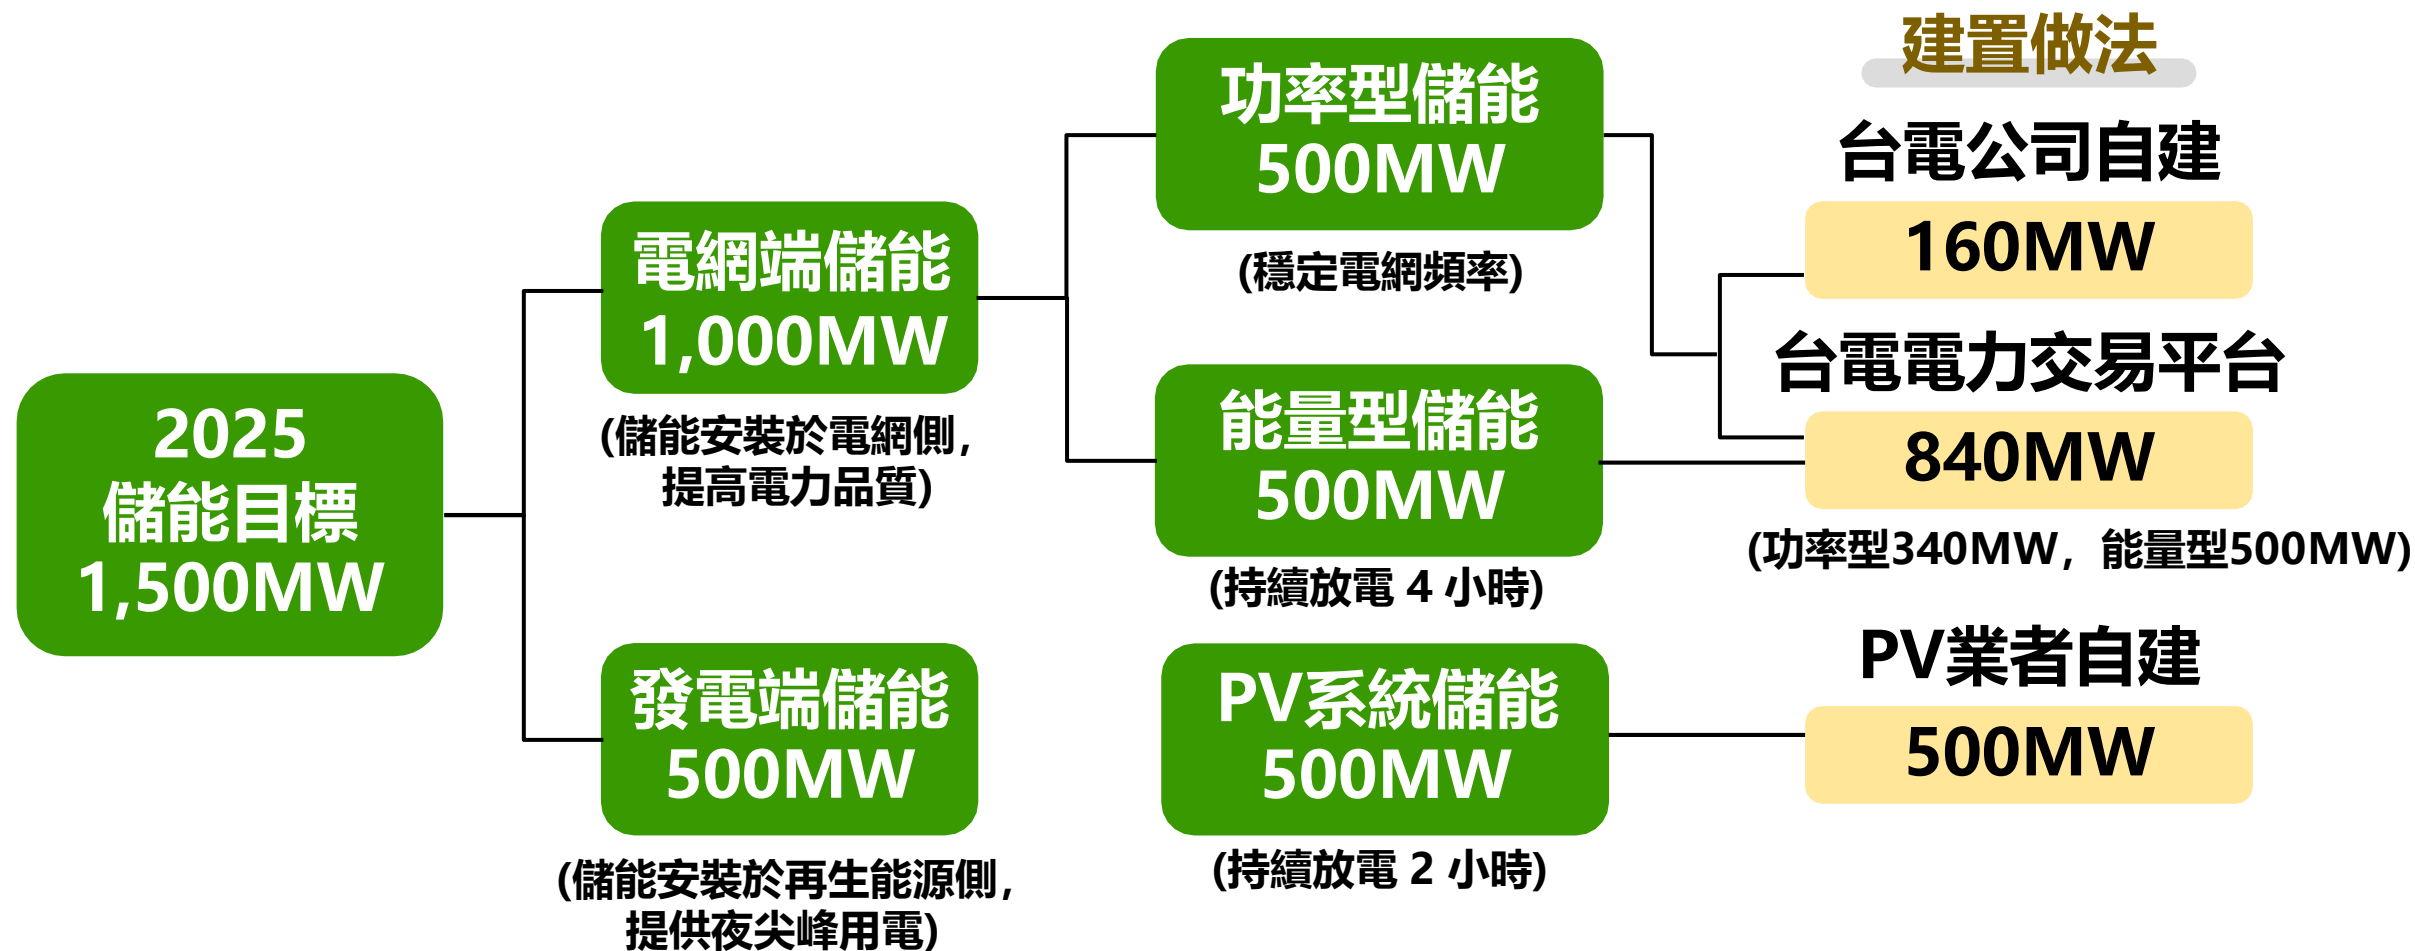 2025
儲能目標
1,500MW
電網端儲能
1,000MW
(儲能安裝於電網側，
提高電力品質)
發電端儲能
500MW
(儲能安裝於再生能源側，
提供夜尖峰用電)
功率型儲能
500MW
(穩定電網頻率)
能量型儲能
500MW
(持續放電 4 小時)
PV系統儲能
500MW
(持續放電 2 小時)
建置做法
台電公司自建
160MW
台電電力交易平台
840MW
(功率型340MW，能量型500MW)
PV業者自建
500MW